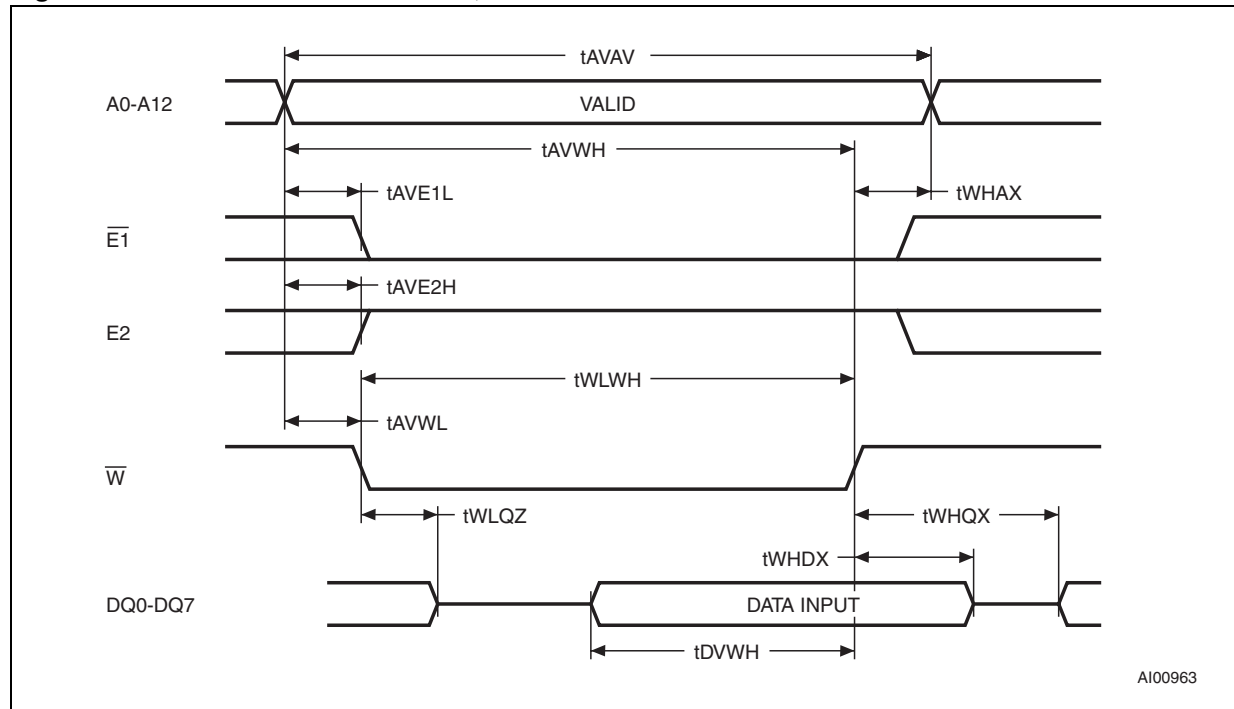 tAVAV
A0-A12
VALID
tAVWH
tAVE1L
tWHAX
E1
tAVE2H
E2
tWLWH
tAVWL
W
tWLQZ
tWHQX
tWHDX
DQ0-DQ7
DATA INPUT
tDVWH
AI00963